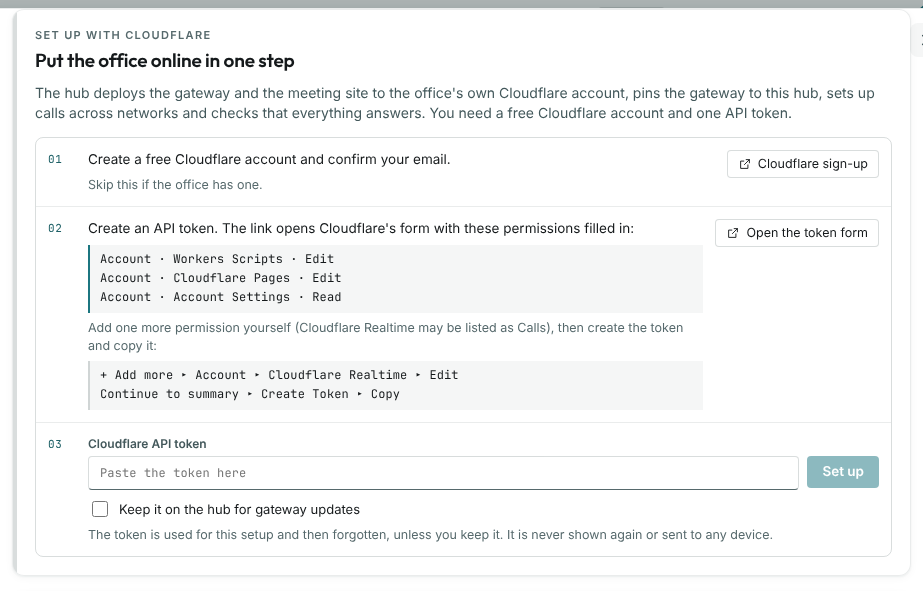 SET UP WITH CLOUDFLARE
Put the office online in one step
The hub deploys the gateway and the meeting site to the office's own Cloudflare account, pins the gateway to this hub, sets up
calls across networks and checks that everything answers. You need a free Cloudflare account and one API token.
01
Create a free Cloudflare account and confirm your email.
Cloudflare sign-up
Skip this if the office has one.
02
Create an API token. The link opens Cloudflare's form with these permissions filled in:
Open the token form
Account · Workers Scripts · Edit
Account · Cloudflare Pages · Edit
Account · Account Settings · Read
Add one more permission yourself (Cloudflare Realtime may be listed as Calls), then create the token
and copy it:
+ Add more ‣ Account ‣ Cloudflare Realtime ‣ Edit
Continue to summary ‣ Create Token ‣ Copy
03
Cloudflare API token
Paste the token here
Set up
Keep it on the hub for gateway updates
The token is used for this setup and then forgotten, unless you keep it. It is never shown again or sent to any device.